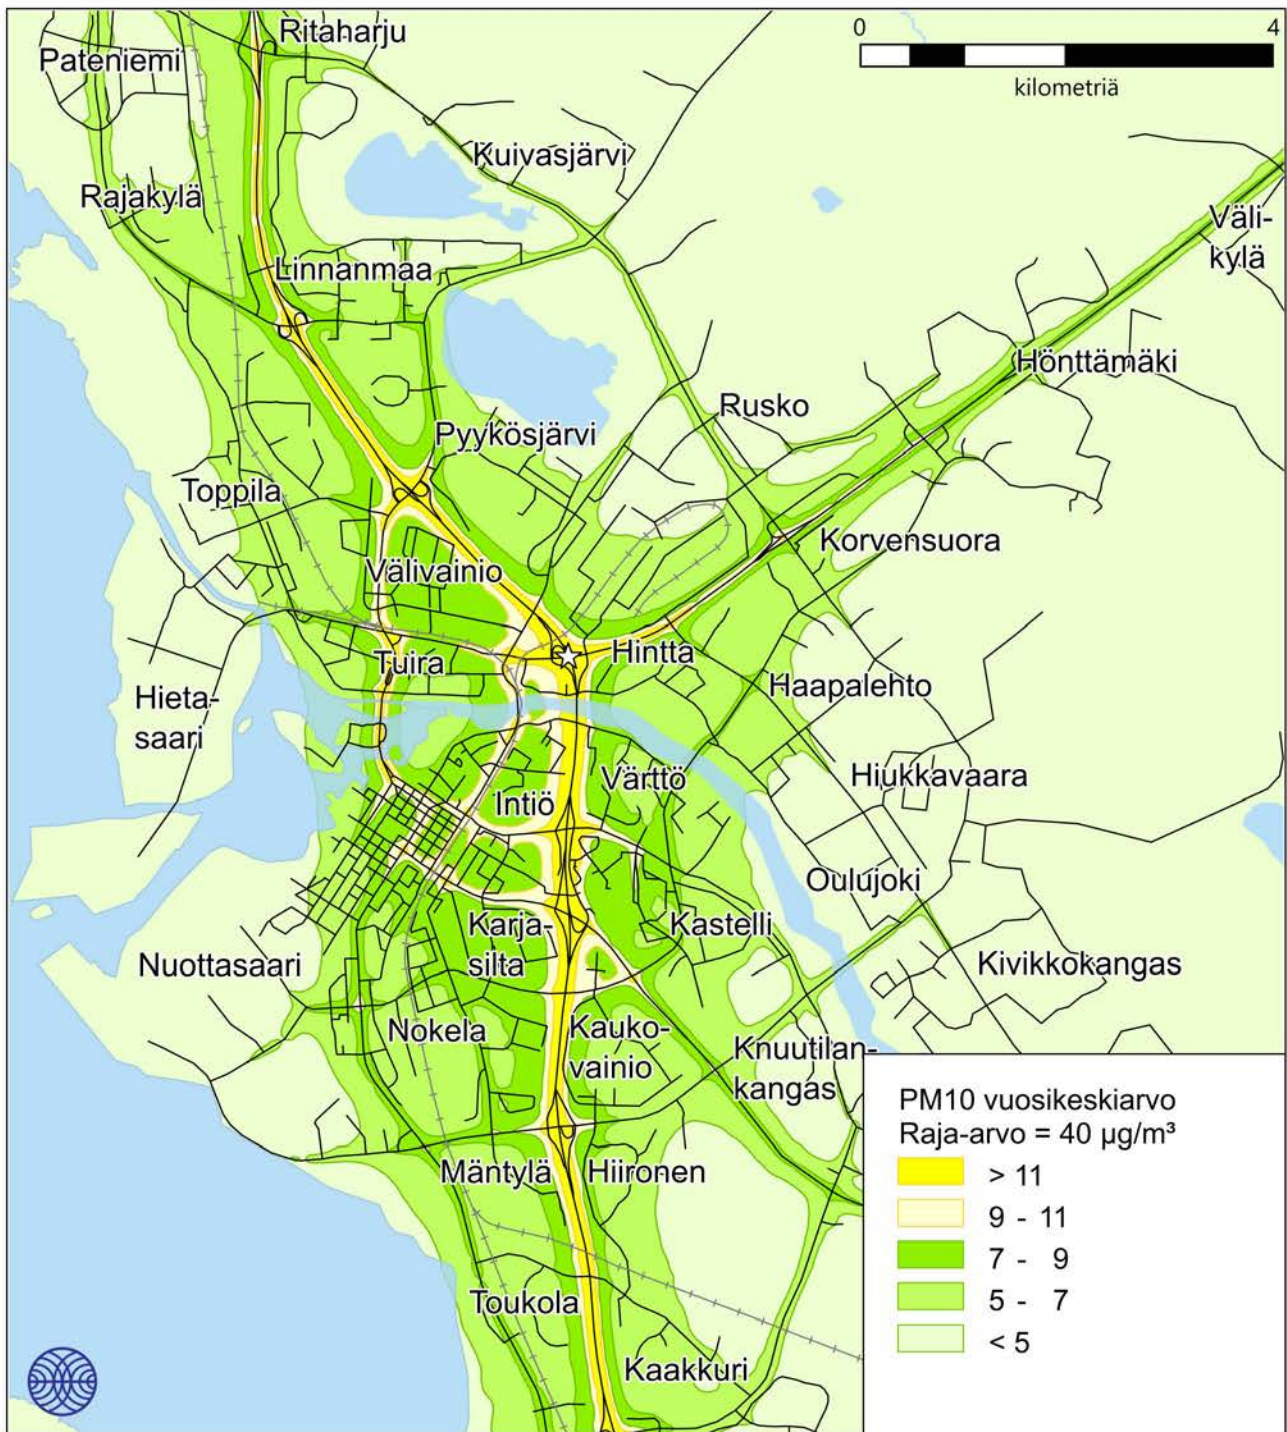 Ritaharju
0 4
Pateniemi
kilometriä
Kuivasjärvi
Rajakylä
Väli-
kylä
Linnanmaa
Hönttämäki
Rusko
Pyykösjärvi
Toppila
Korvensuora
Välivainio
Hintta
Tuira
Haapalehto
Hieta-
saari
Hiukkavaara
Värttö
Intiö
Oulujoki
Karja-
silta
Kastelli
Nuottasaari
Kivikkokangas
Nokela
Kauko-
vainio
Knuutilan-
kangas
Mäntylä
Hiironen
Toukola
Kaakkuri
PM10 vuosikeskiarvo
Raja-arvo = 40 µg/m³
> 11
9 - 11
7 - 9
5 - 7
< 5